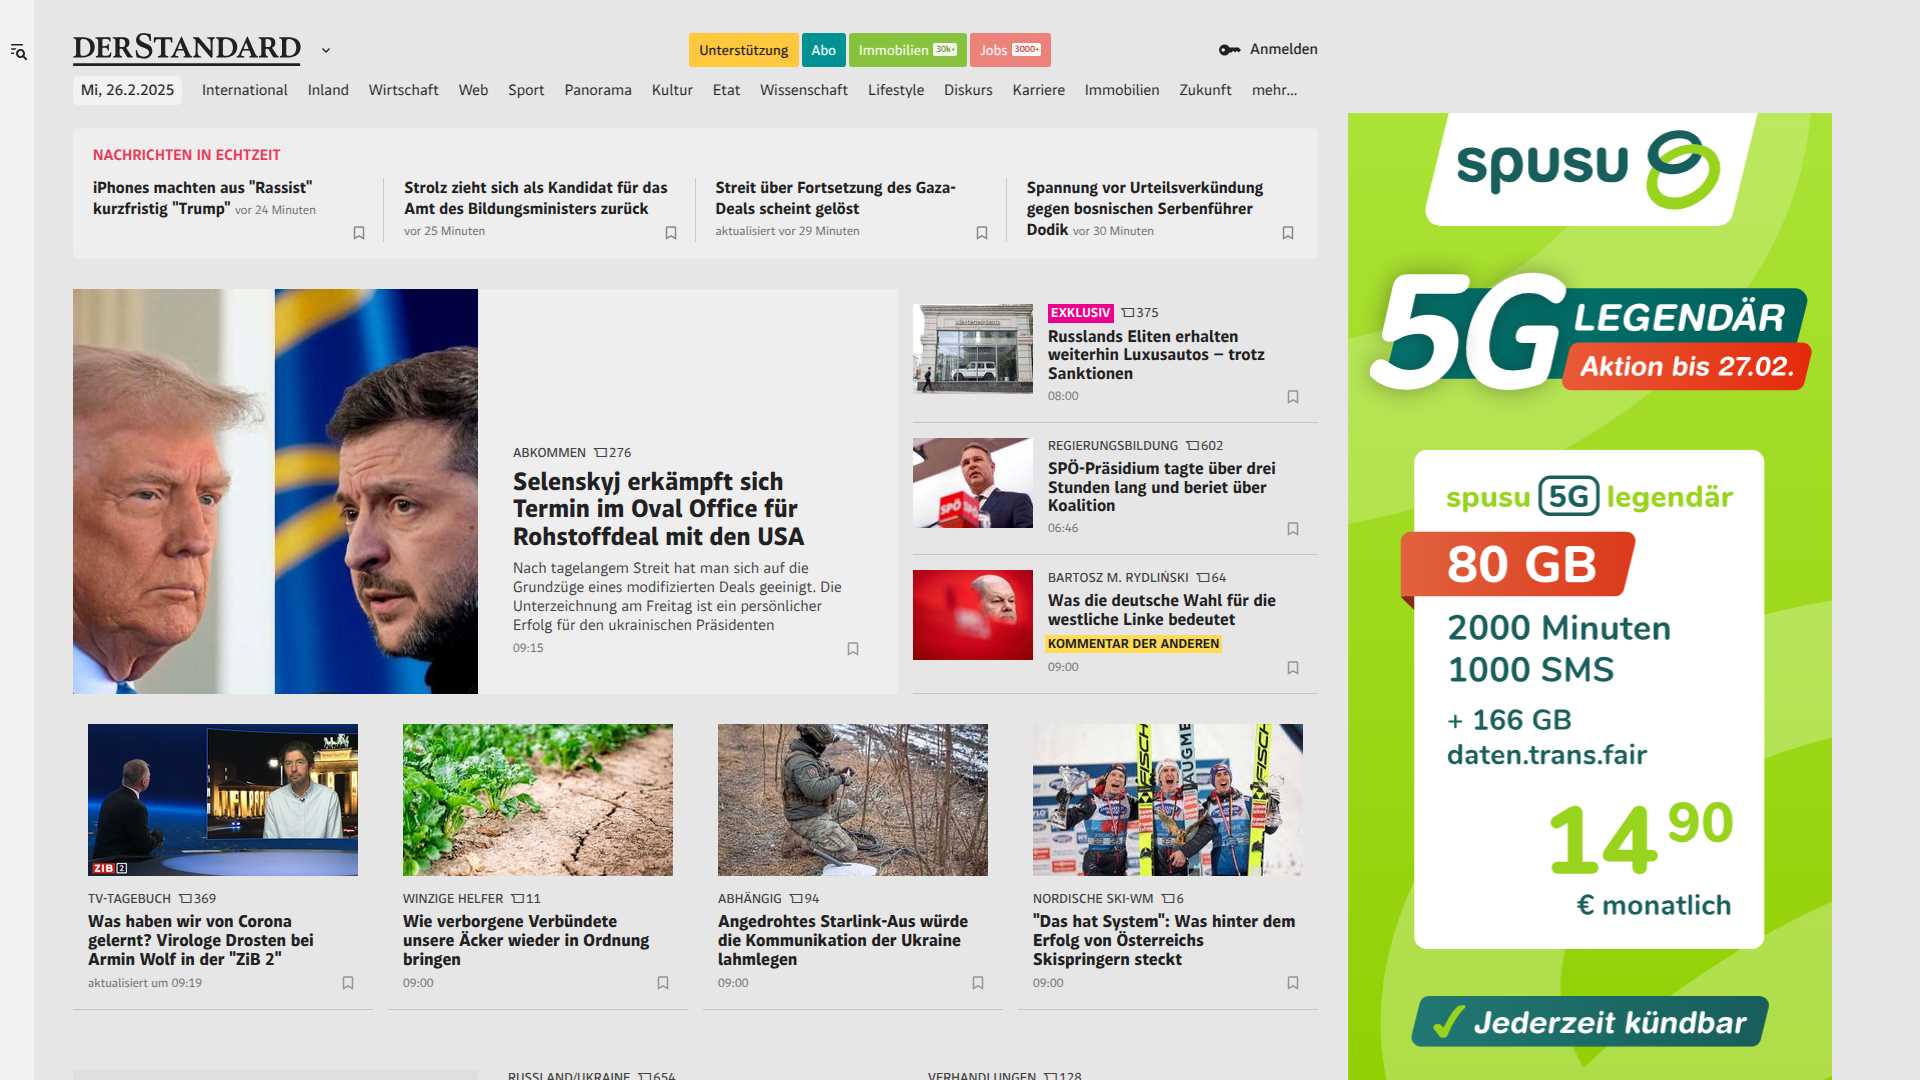 DERSTANDARD
Unterstützung
Abo
Immobilien 30k+
Jobs 3000+
Anmelden
Mi, 26.2.2025
International
Inland
Wirtschaft
Web
Sport
Panorama
Kultur
Etat
Wissenschaft
Lifestyle
Diskurs
Karriere
Immobilien
Zukunft
mehr...
NACHRICHTEN IN ECHTZEIT
iPhones machten aus "Rassist"
kurzfristig "Trump" vor 24 Minuten
Strolz zieht sich als Kandidat für das
Amt des Bildungsministers zurück
vor 25 Minuten
Streit über Fortsetzung des Gaza-
Deals scheint gelöst
aktualisiert vor 29 Minuten
Spannung vor Urteilsverkündung
gegen bosnischen Serbenführer
Dodik vor 30 Minuten
ABKOMMEN 276
Selenskyj erkämpft sich
Termin im Oval Office für
Rohstoffdeal mit den USA
Nach tagelangem Streit hat man sich auf die
Grundzüge eines modifizierten Deals geeinigt. Die
Unterzeichnung am Freitag ist ein persönlicher
Erfolg für den ukrainischen Präsidenten
09:15
EXKLUSIV 375
Russlands Eliten erhalten
weiterhin Luxusautos – trotz
Sanktionen
08:00
SPÖ
REGIERUNGSBILDUNG 602
SPÖ-Präsidium tagte über drei
Stunden lang und beriet über
Koalition
06:46
BARTOSZ M. RYDLIŃSKI 64
Was die deutsche Wahl für die
westliche Linke bedeutet
KOMMENTAR DER ANDEREN
09:00
ZIB 2
TV-TAGEBUCH 369
Was haben wir von Corona
gelernt? Virologe Drosten bei
Armin Wolf in der "ZiB 2"
aktualisiert um 09:19
WINZIGE HELFER 11
Wie verborgene Verbündete
unsere Äcker wieder in Ordnung
bringen
09:00
ABHÄNGIG 94
Angedrohtes Starlink-Aus würde
die Kommunikation der Ukraine
lahmlegen
09:00
FISCHER
AUGMENT
FISCH
NORDISCHE SKI-WM 6
"Das hat System": Was hinter dem
Erfolg von Österreichs
Skispringern steckt
09:00
RUSSLAND/UKRAINE 654
VERHANDLUNGEN 128
spusu
5G LEGENDÄR
Aktion bis 27.02.
spusu 5G legendär
80 GB
2000 Minuten
1000 SMS
+ 166 GB
daten.trans.fair
14 90
€ monatlich
Jederzeit kündbar